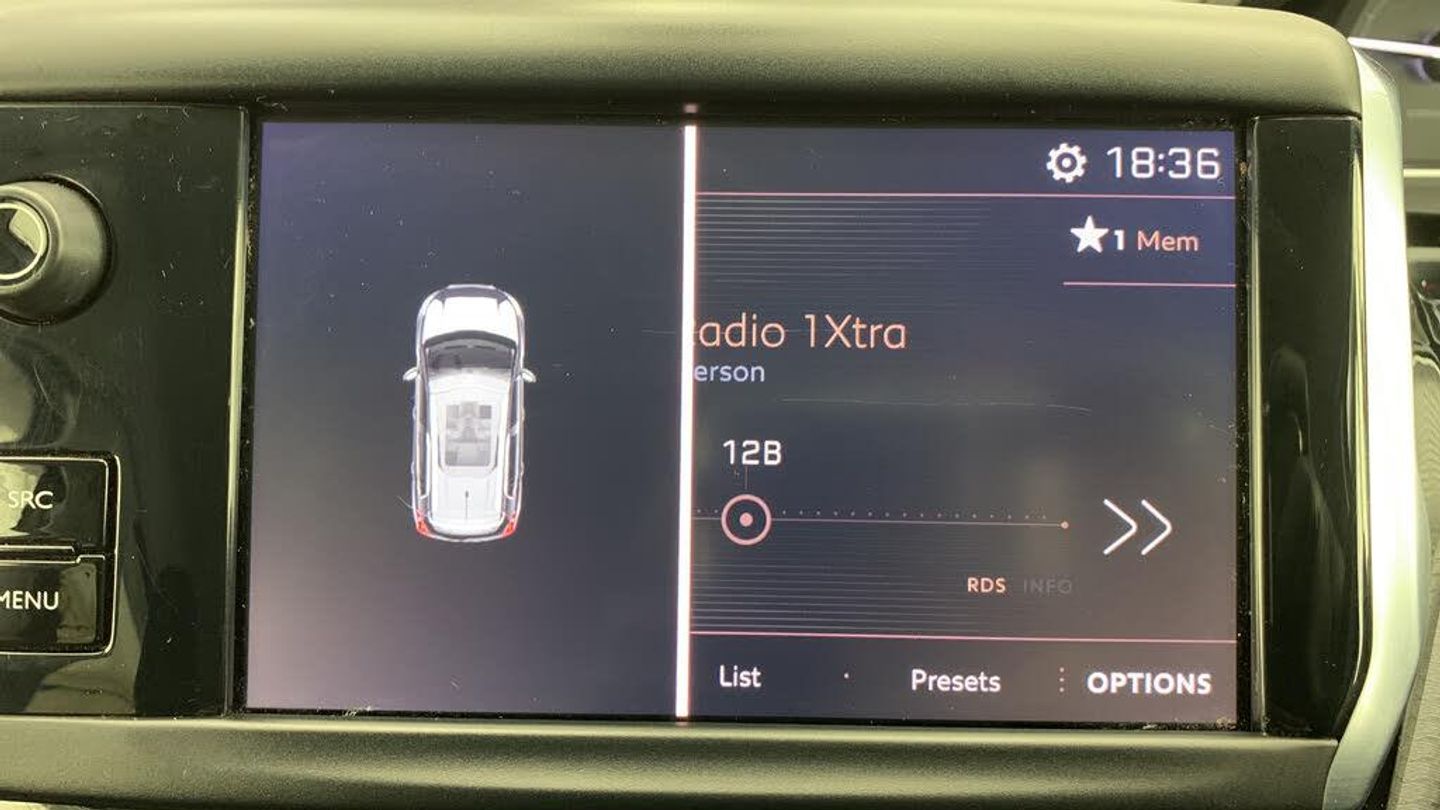 18:36
1 Mem
adio 1Xtra
erson
12B
SRC
RDS INFO
MENU
List
Presets
OPTIONS